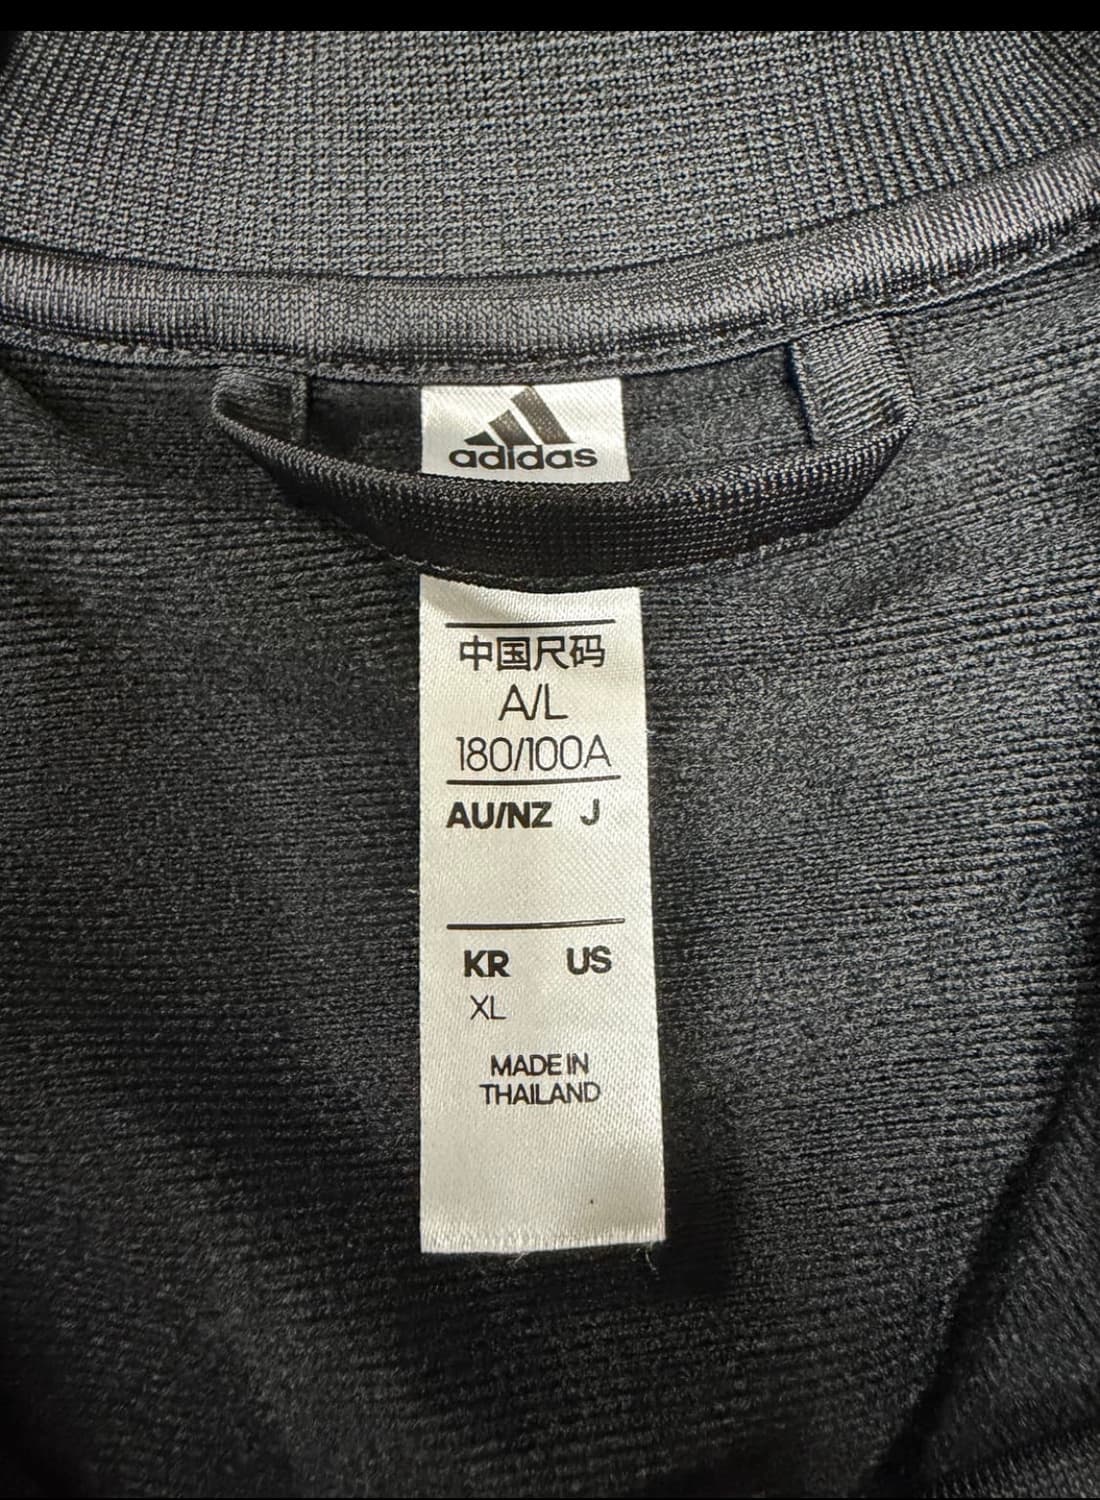 adidas
中国尺码
A/L
180/100A
AU/NZ J
KR US
XL
MADE IN
THAILAND